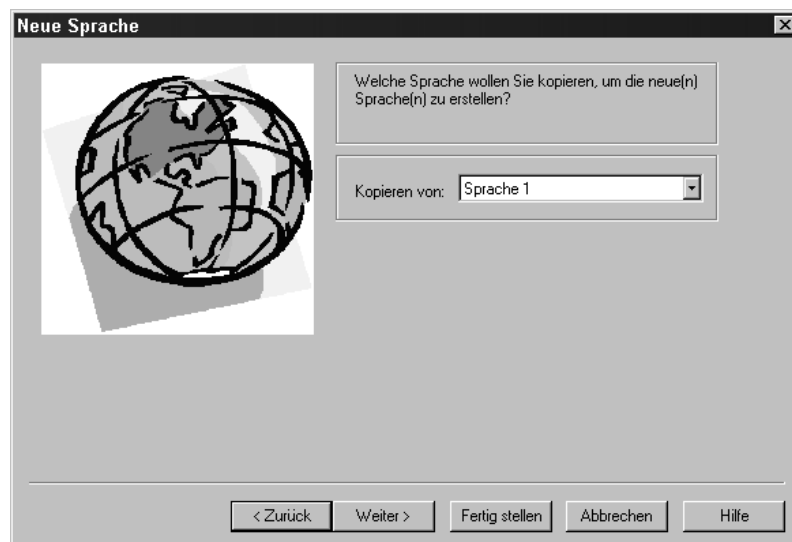 Neue Sprache
Welche Sprache wollen Sie kopieren, um die neue(n)
Sprache(n) zu erstellen?
Kopieren von: Sprache 1
< Zurück Weiter > Fertig stellen Abbrechen Hilfe